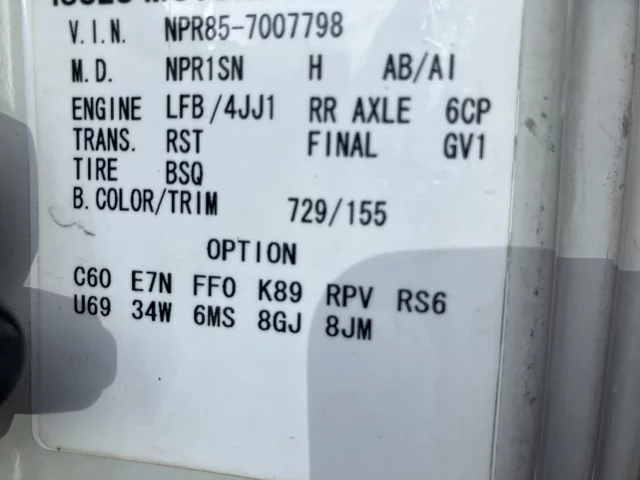 V.I.N. NPR85-7007798
M.D. NPR1SN H AB/AI
ENGINE LFB/4JJ1 RR AXLE 6CP
TRANS. RST FINAL GV1
TIRE BSQ
B.COLOR/TRIM 729/155
OPTION
C60 E7N FF0 K89 RPV RS6
U69 34W 6MS 8GJ 8JM